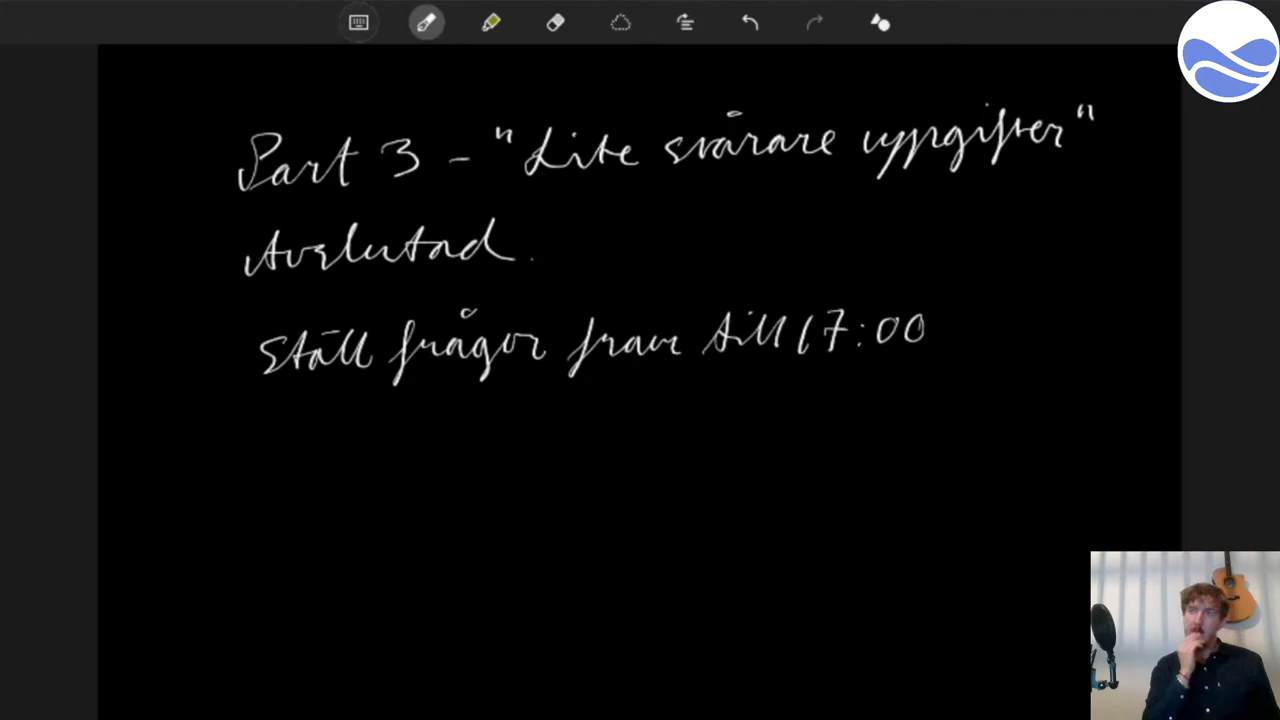 Part 3 - "Lite svårare uppgifter"
Avslutad.
Ställ frågor fram till 17:00